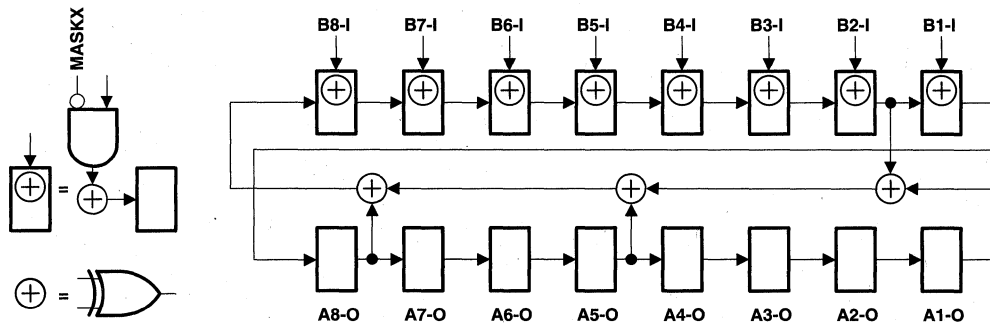 MASKX
B8-I B7-I B6-I B5-I B4-I B3-I B2-I B1-I
=
=
A8-O A7-O A6-O A5-O A4-O A3-O A2-O A1-O